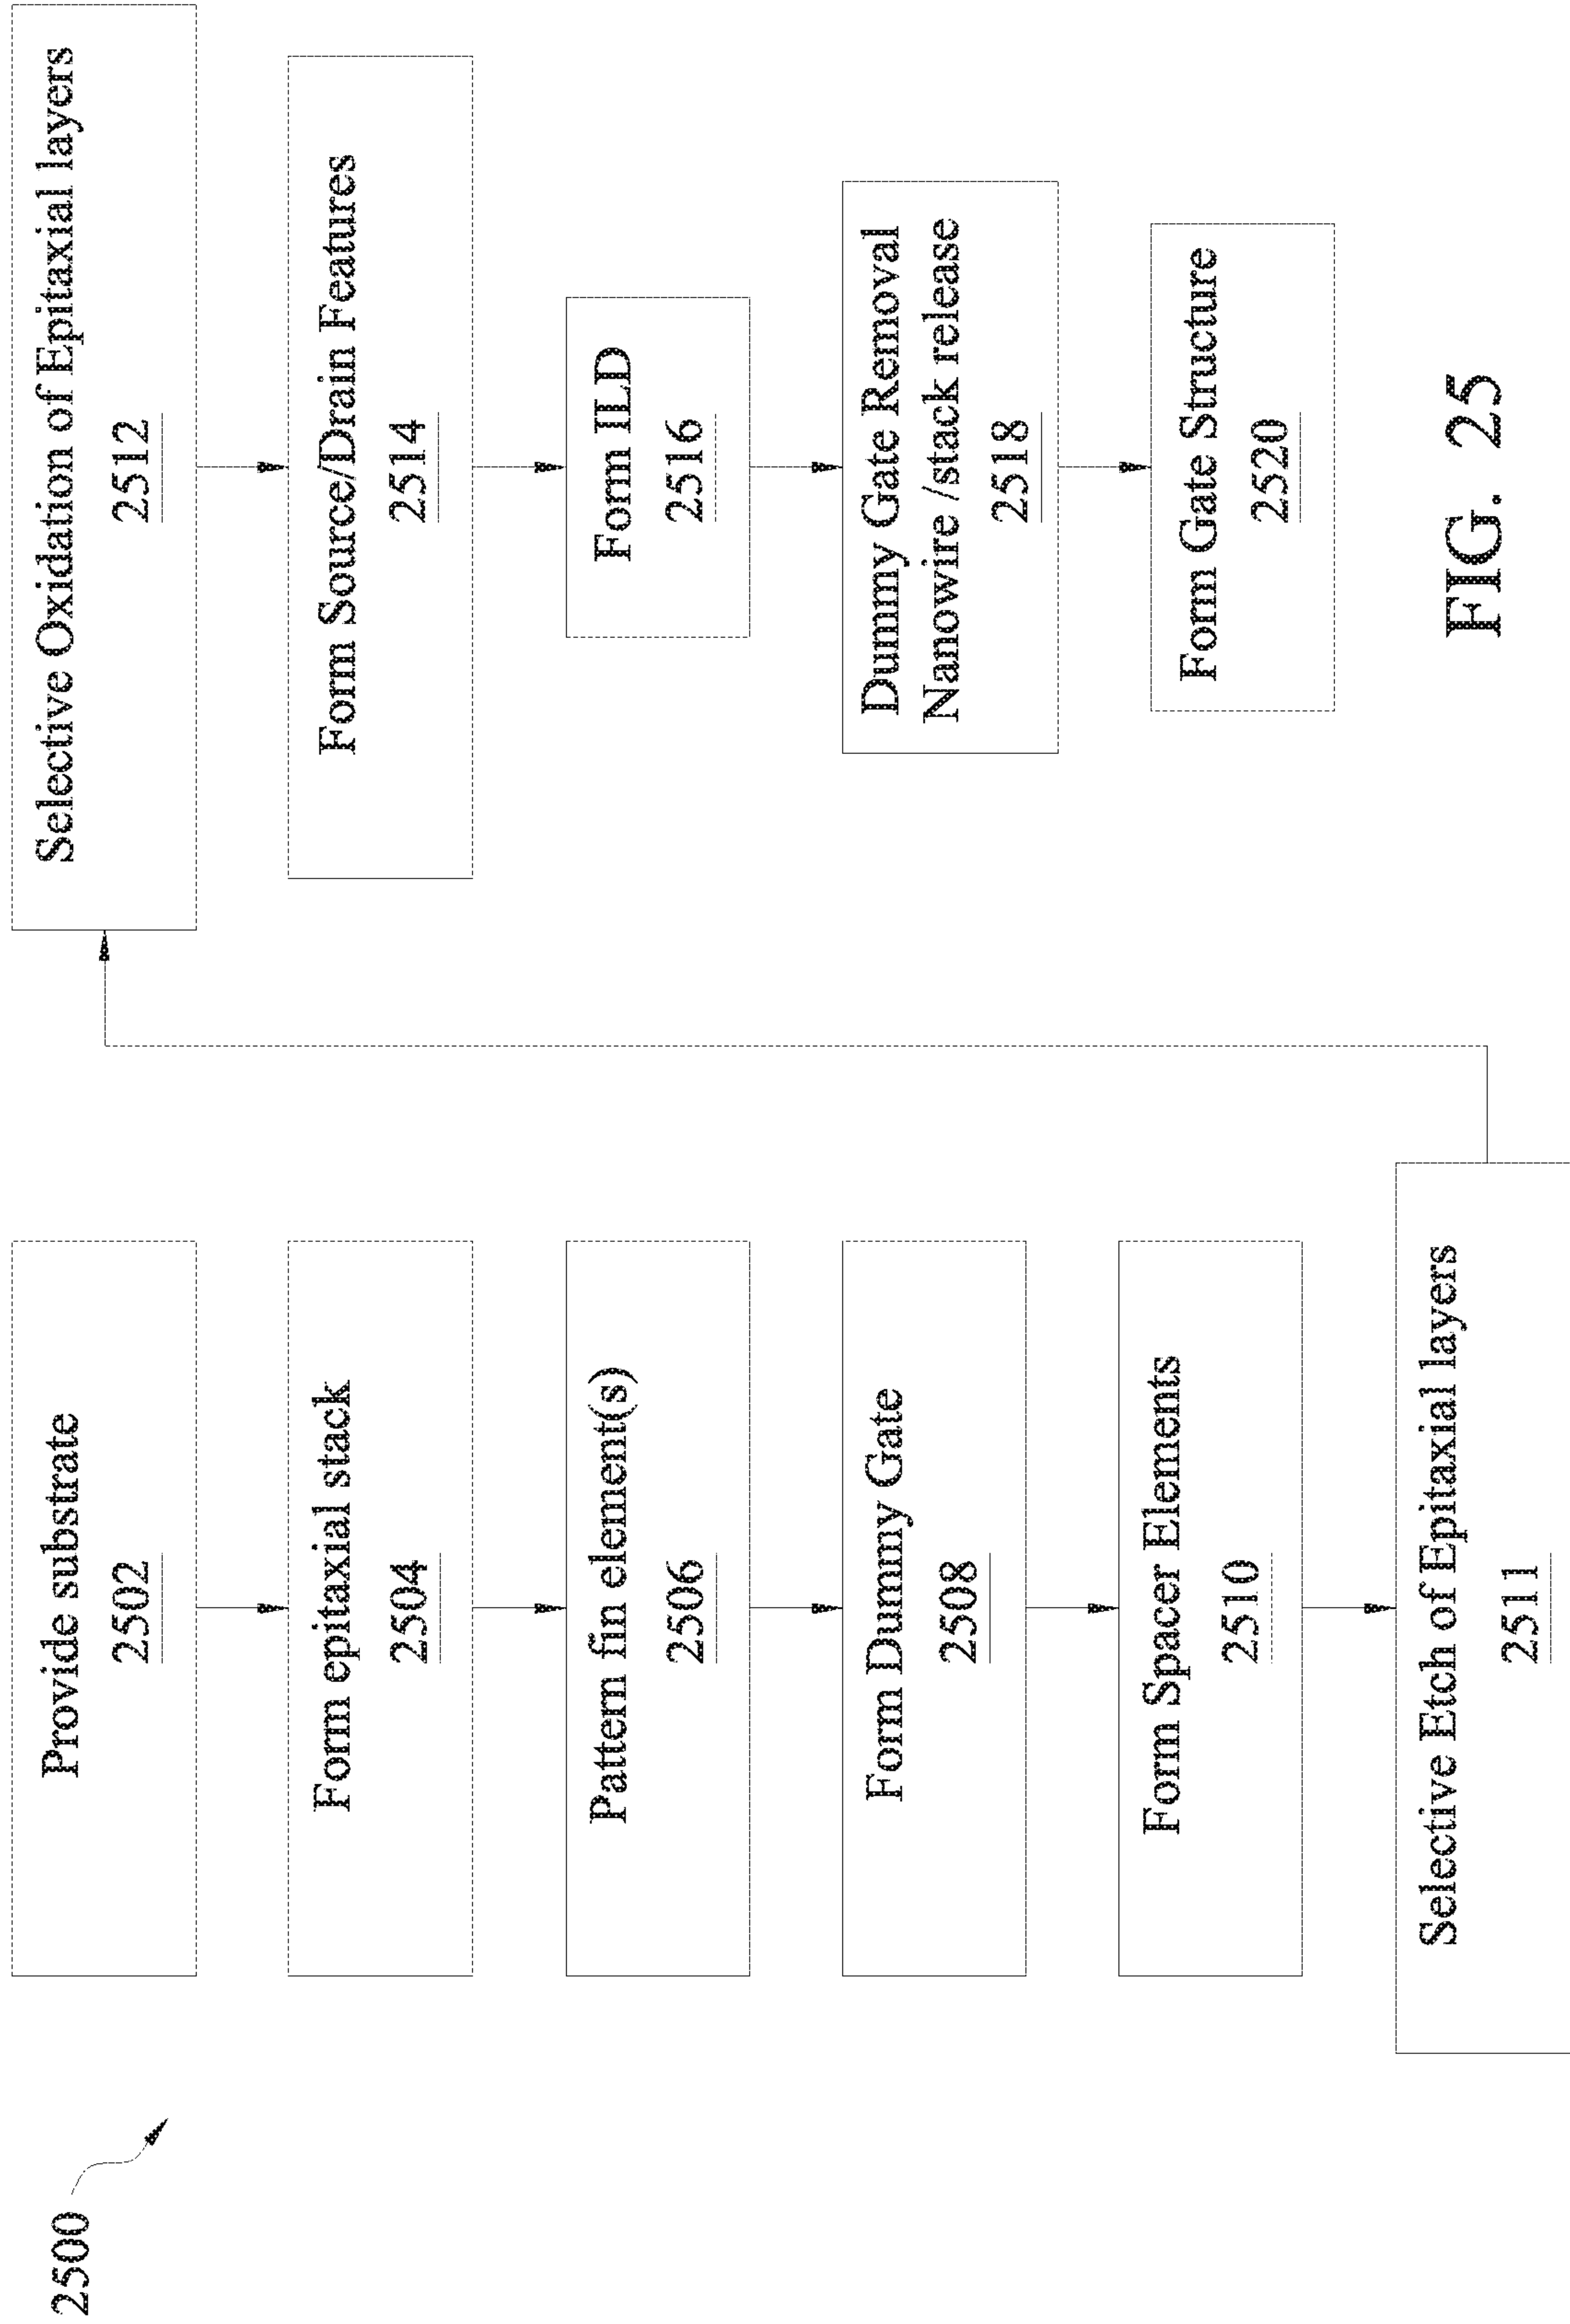 2500
Provide substrate
2502
Form epitaxial stack
2504
Pattern fin element(s)
2506
Form Dummy Gate
2508
Form Spacer Elements
2510
Selective Etch of Epitaxial layers
2511
Selective Oxidation of Epitaxial layers
2512
Form Source/Drain Features
2514
Form ILD
2516
Dummy Gate Removal
Nanowire /stack release
2518
Form Gate Structure
2520
FIG. 25